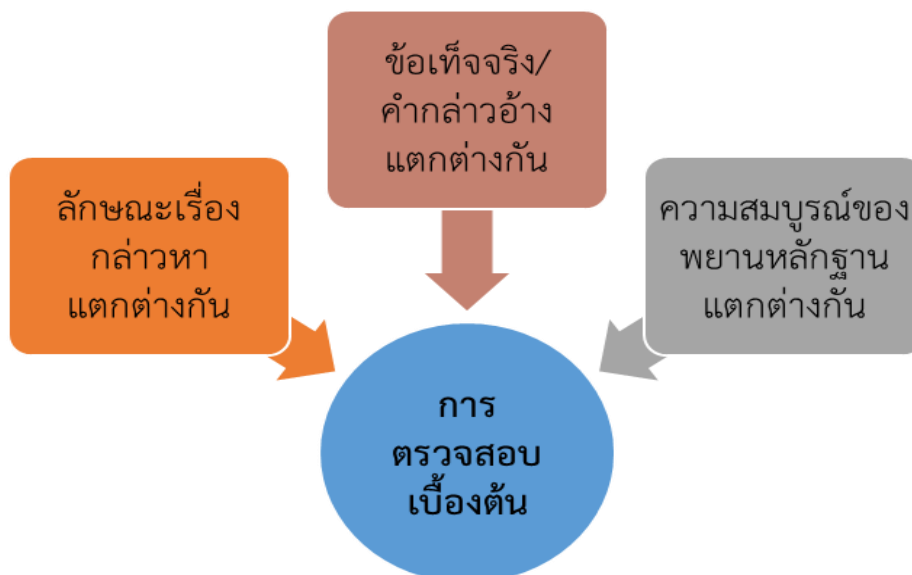 ข้อเท็จจริง/
คำกล่าวอ้าง
แตกต่างกัน
ลักษณะเรื่อง
กล่าวหา
แตกต่างกัน
ความสมบูรณ์ของ
พยานหลักฐาน
แตกต่างกัน
การ
ตรวจสอบ
เบื้องต้น